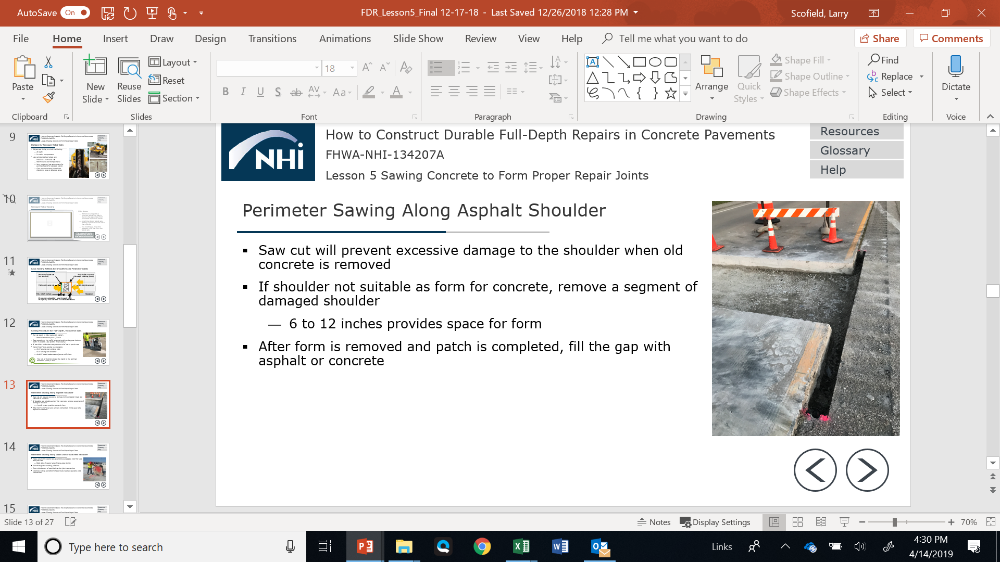 AutoSave On
FDR_Lesson5_Final 12-17-18 - Last Saved 12/26/2018 12:28 PM
Scofield, Larry
File Home Insert Draw Design Transitions Animations Slide Show Review View Help Tell me what you want to do
Share Comments
Paste
Clipboard
New Slide
Reuse Slides
Layout
Reset
Section
Slides
18
Font
Paragraph
Arrange
Quick Styles
Shape Fill
Shape Outline
Shape Effects
Drawing
Find
Replace
Select
Editing
Dictate
Voice
9
10
11
12
13
14
15
NHi
How to Construct Durable Full-Depth Repairs in Concrete Pavements
FHWA-NHI-134207A
Lesson 5 Sawing Concrete to Form Proper Repair Joints
Resources
Glossary
Help
Perimeter Sawing Along Asphalt Shoulder
▪ Saw cut will prevent excessive damage to the shoulder when old
concrete is removed
▪ If shoulder not suitable as form for concrete, remove a segment of
damaged shoulder
— 6 to 12 inches provides space for form
▪ After form is removed and patch is completed, fill the gap with
asphalt or concrete
Slide 13 of 27
Notes
Display Settings
70%
Type here to search
Links
4:30 PM
4/14/2019